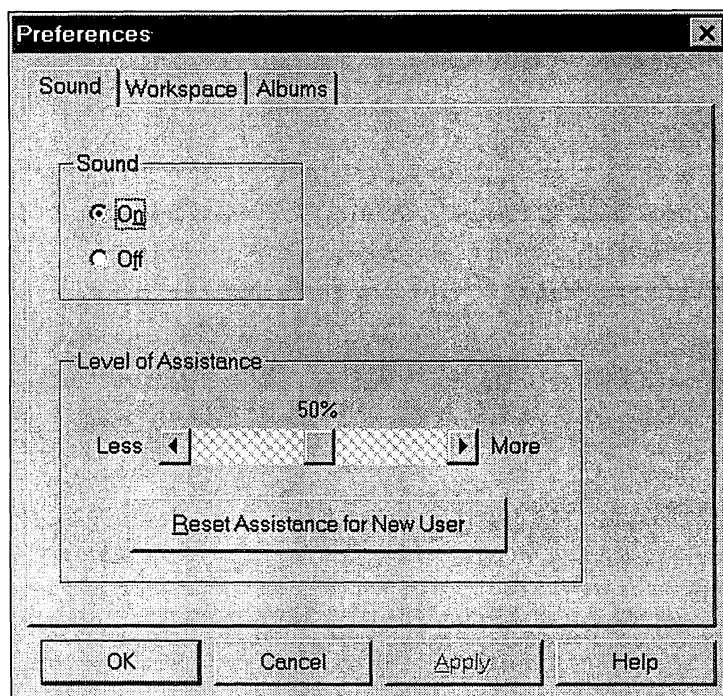 Preferences
Sound Workspace Albums
Sound
On
Off
Level of Assistance
50%
Less More
Reset Assistance for New User
OK Cancel Apply Help